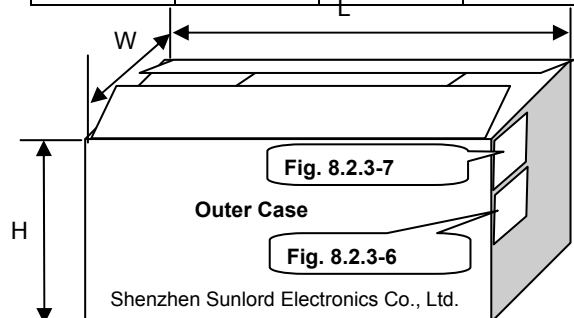 L
W
Fig. 8.2.3-7
Outer Case
H
Fig. 8.2.3-6
Shenzhen Sunlord Electronics Co., Ltd.